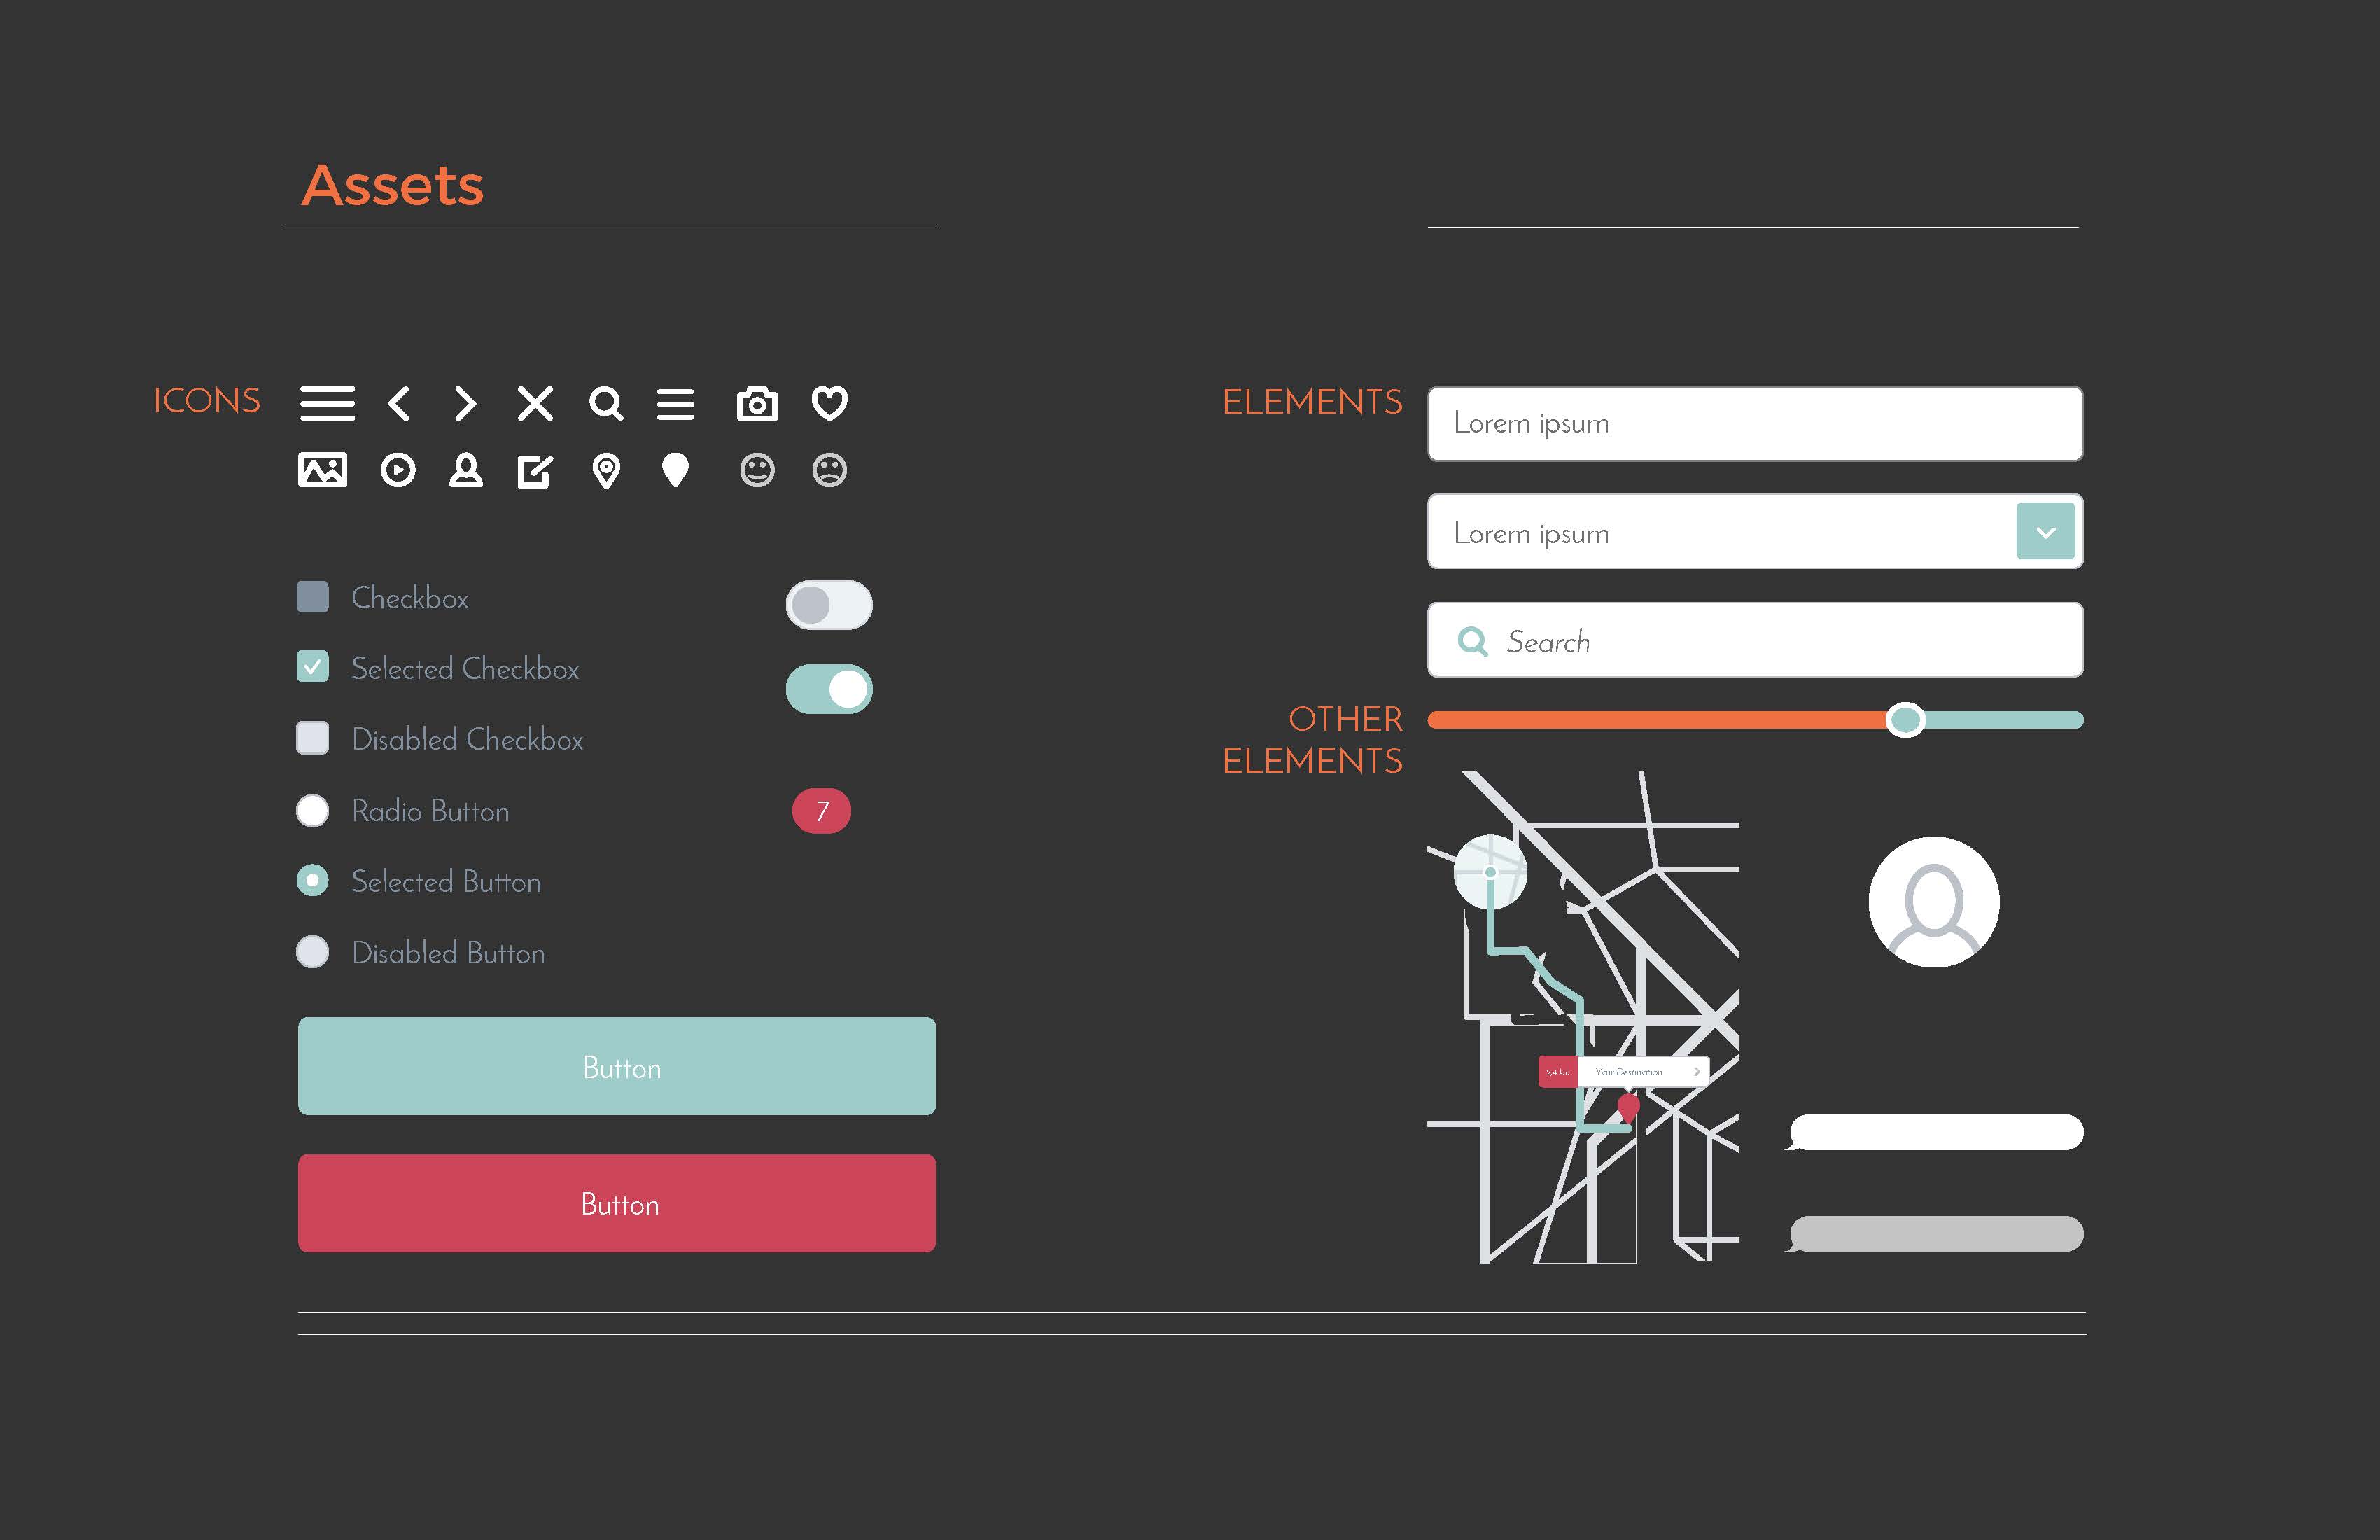 Assets
ICONS
Checkbox
Selected Checkbox
Disabled Checkbox
Radio Button
7
Selected Button
Disabled Button
Button
Button
ELEMENTS
Lorem ipsum
Lorem ipsum
Search
OTHER
ELEMENTS
2.4 km Your Destination